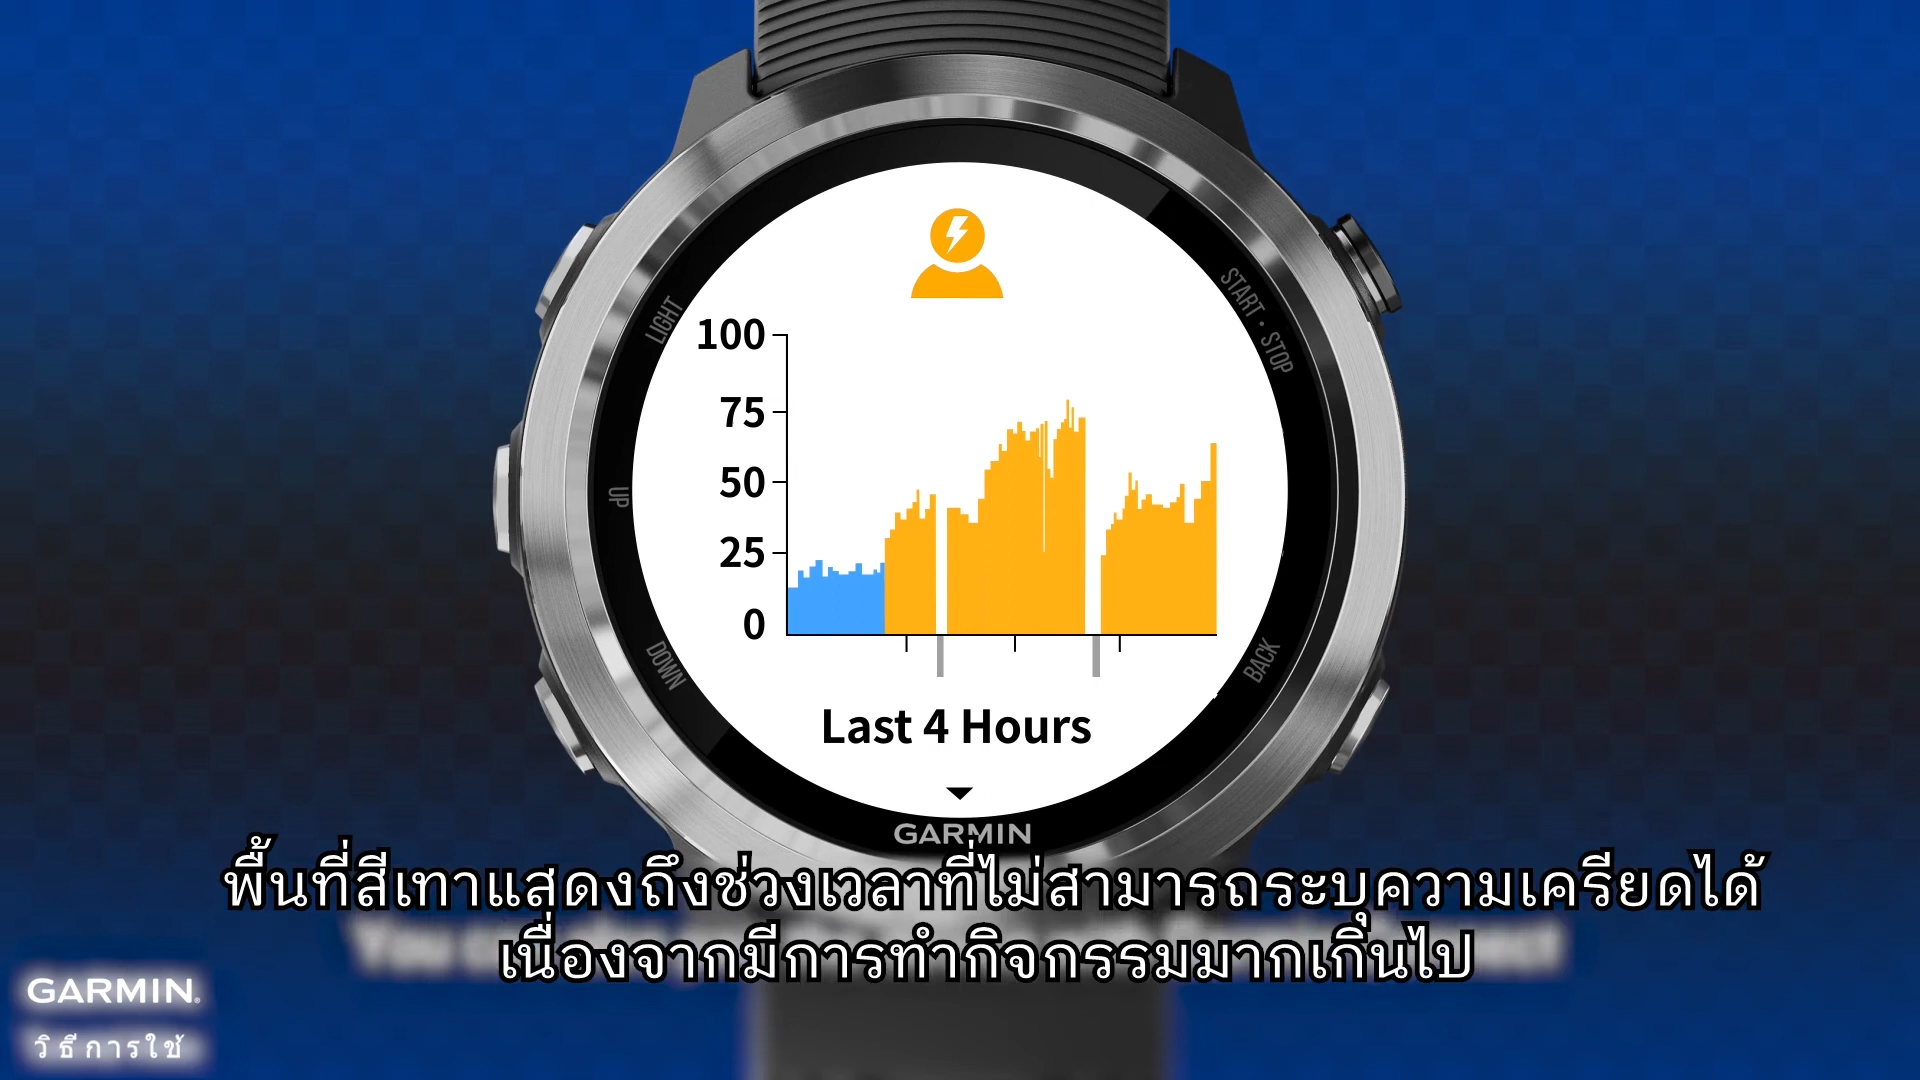 LIGHT
START • STOP
100
75
50
25
0
UP
DOWN
BACK
Last 4 Hours
GARMIN
พื้นที่สีเทาแสดงถึงช่วงเวลาที่ไม่สามารถระบุความเครียดได้
เนื่องจากมีการทำกิจกรรมมากเกินไป
GARMIN
วิธีการใช้